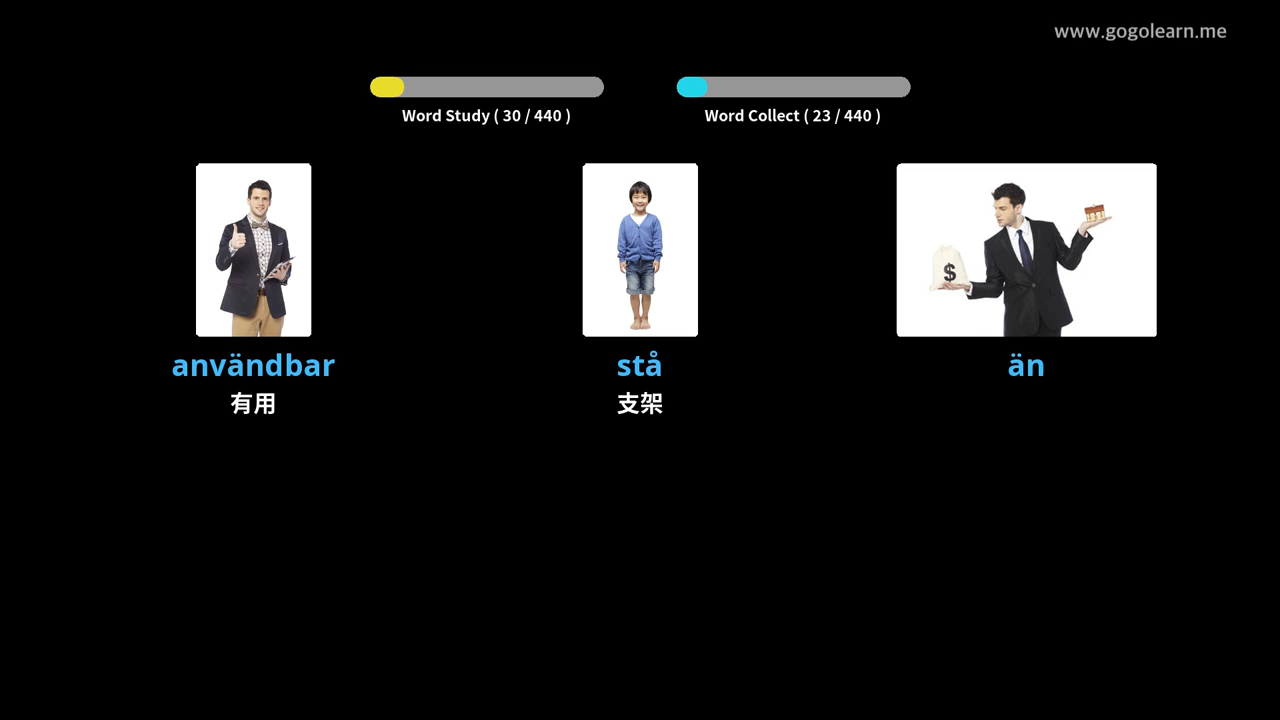 www.gogolearn.me
Word Study ( 30 / 440 )
Word Collect ( 23 / 440 )
$
användbar
stå
än
有用
支架